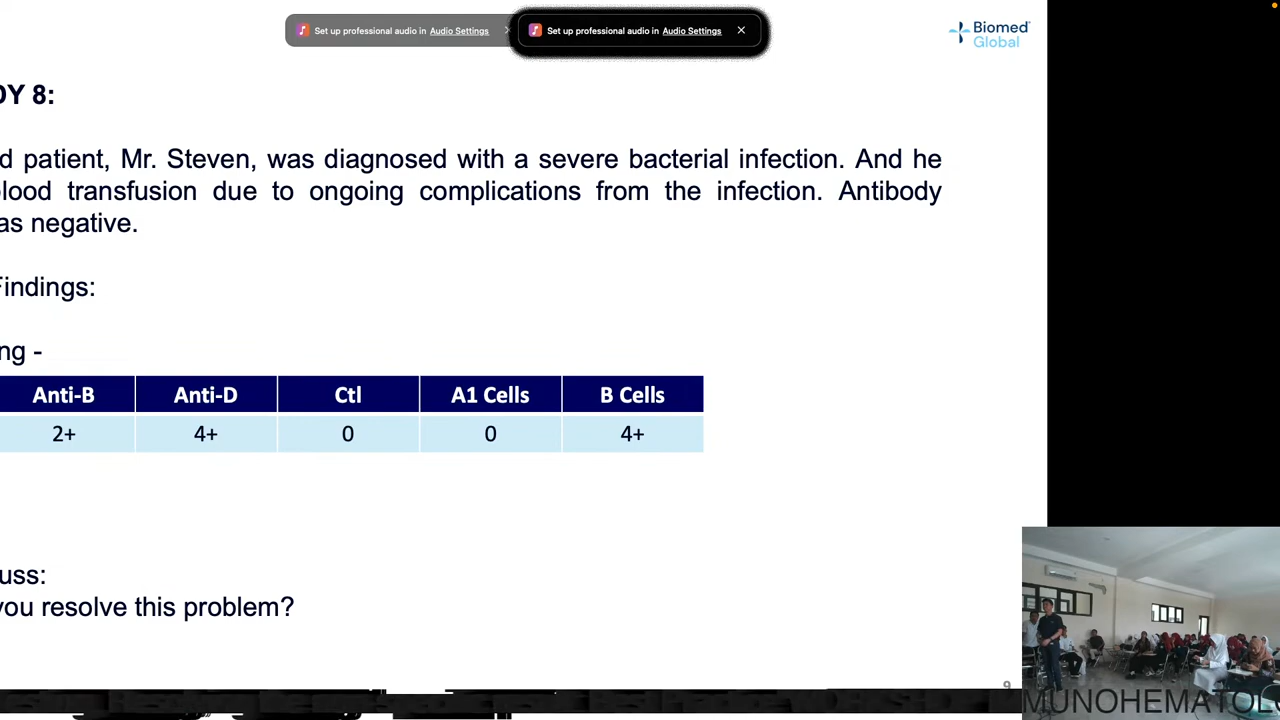 Set up professional audio in Audio Settings
Set up professional audio in Audio Settings
Biomed
Global
DY 8:
d patient, Mr. Steven, was diagnosed with a severe bacterial infection. And he
lood transfusion due to ongoing complications from the infection. Antibody
as negative.
Findings:
ng -
Anti-B Anti-D Ctl A1 Cells B Cells
2+ 4+ 0 0 4+
uss:
you resolve this problem?
9
MUNOHEMATOL